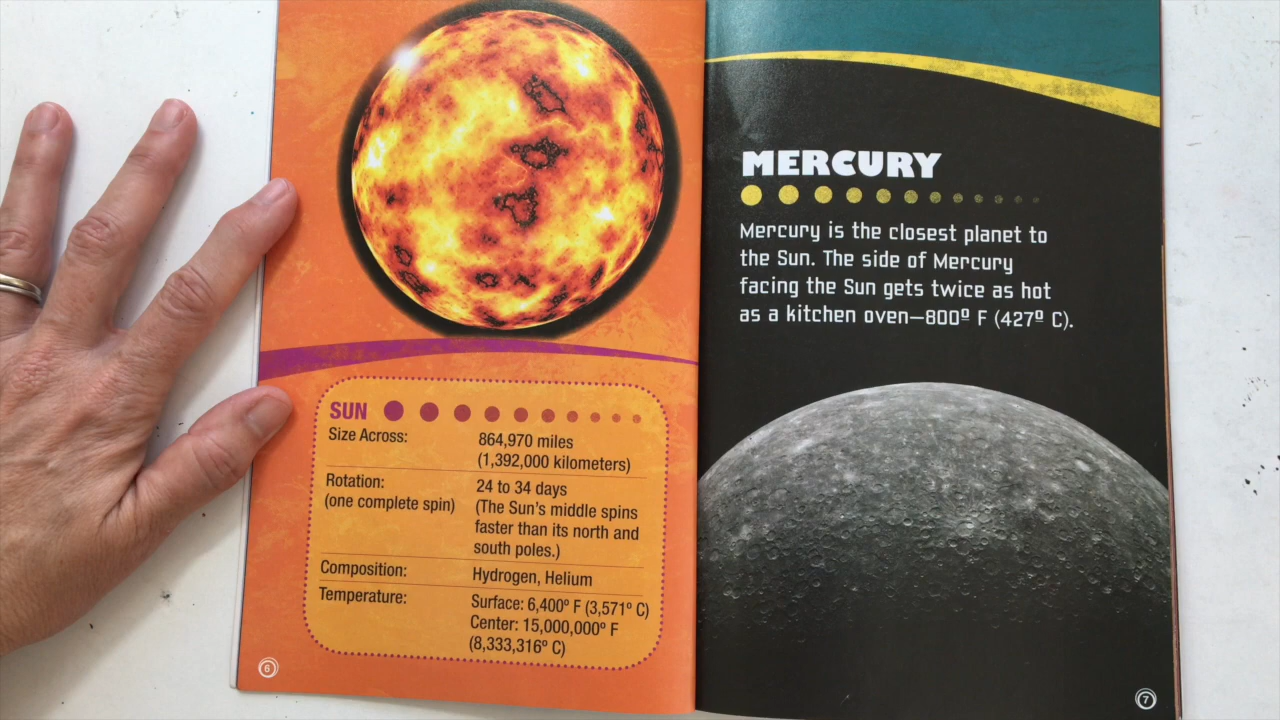 SUN
Size Across: 864,970 miles
(1,392,000 kilometers)
Rotation: 24 to 34 days
(one complete spin) (The Sun's middle spins
faster than its north and
south poles.)
Composition: Hydrogen, Helium
Temperature: Surface: 6,400º F (3,571º C)
Center: 15,000,000º F
(8,333,316º C)
6
MERCURY
Mercury is the closest planet to
the Sun. The side of Mercury
facing the Sun gets twice as hot
as a kitchen oven—800º F (427º C).
7